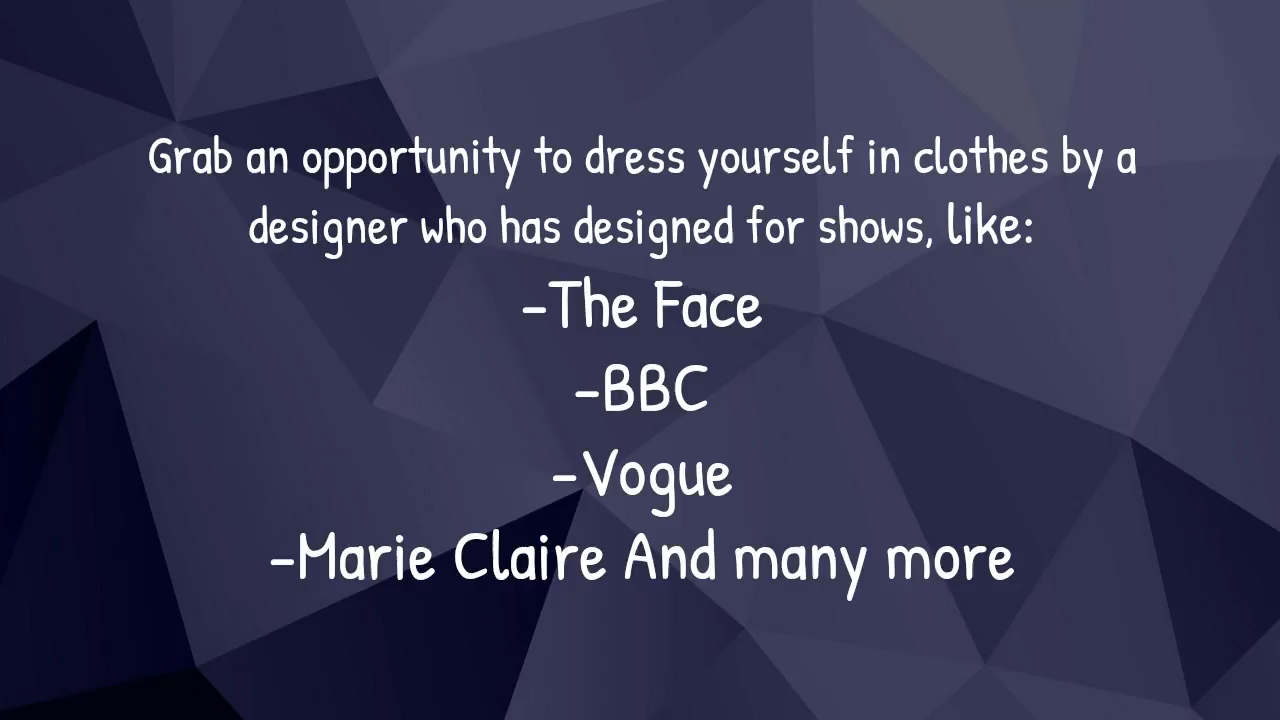 Grab an opportunity to dress yourself in clothes by a
designer who has designed for shows, like:
-The Face
-BBC
-Vogue
-Marie Claire And many more